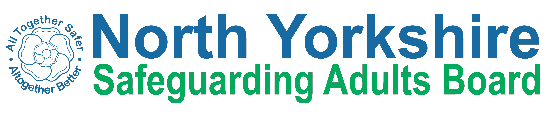 All Together Safer
Altogether Better
North Yorkshire
Safeguarding Adults Board